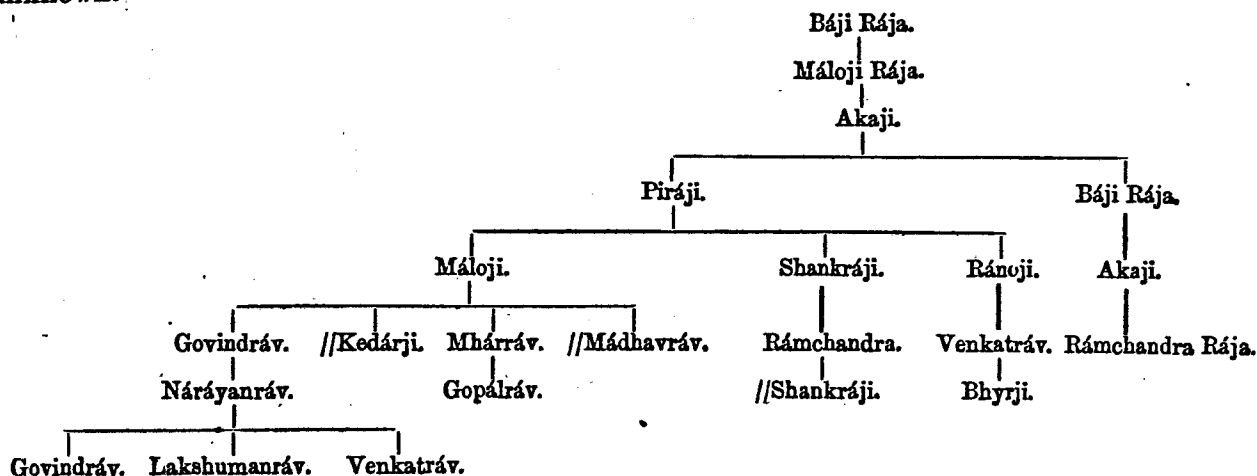 Báji Rája.
Máloji Rája.
Akaji.
Piráji. Báji Rája.
Máloji. Shankráji. Ránoji. Akaji.
Govindráv. //Kedárji. Mhárráv. //Mádhavráv. Rámchandra. Venkatráv. Rámchandra Rája.
Náráyanráv. Gopálráv. //Shankráji. Bhyrji.
Govindráv. Lakshumanráv. Venkatráv.